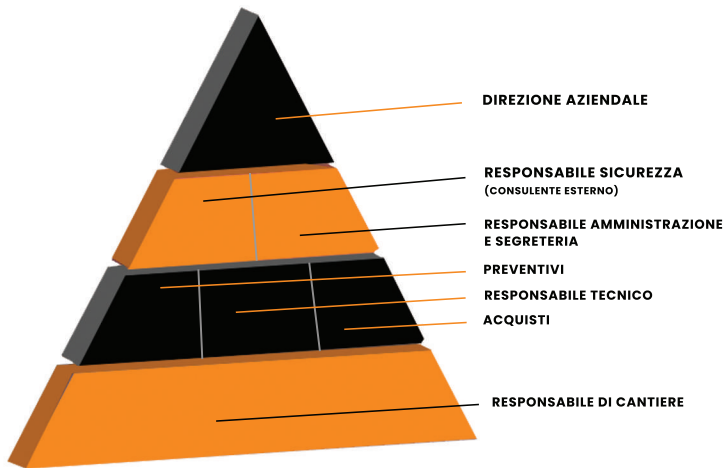 DIREZIONE AZIENDALE
RESPONSABILE SICUREZZA
(CONSULENTE ESTERNO)
RESPONSABILE AMMINISTRAZIONE
E SEGRETERIA
PREVENTIVI
RESPONSABILE TECNICO
ACQUISTI
RESPONSABILE DI CANTIERE